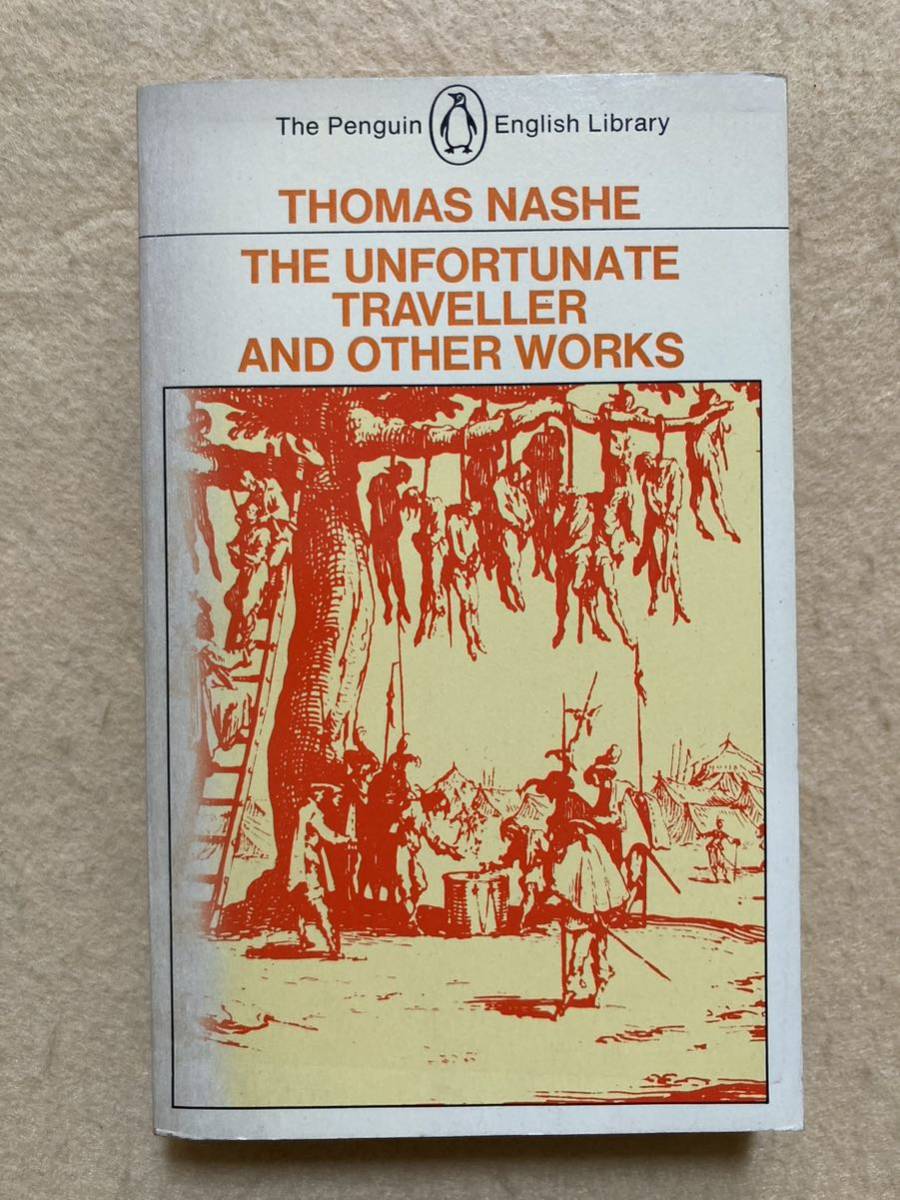 The Penguin English Library
THOMAS NASHE
THE UNFORTUNATE
TRAVELLER
AND OTHER WORKS